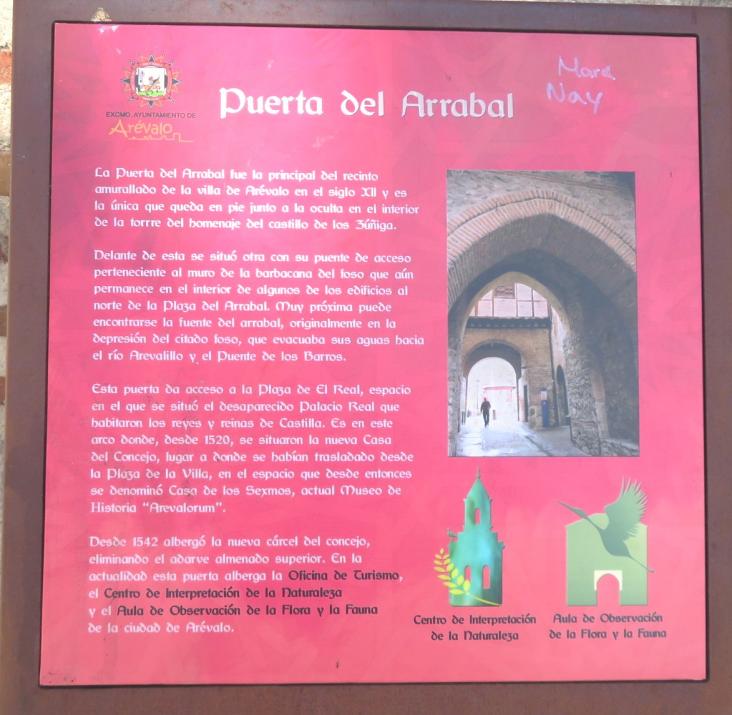 EXCMO. AYUNTAMIENTO DE
Arévalo
Puerta del Arrabal
La Puerta del Arrabal fue la principal del recinto
amurallado de la villa de Arévalo en el siglo XII y es
la única que queda en pie junto a la oculta en el interior
de la torrre del homenaje del castillo de los Zúñiga.
Delante de esta se situó otra con su puente de acceso
perteneciente al muro de la barbacana del foso que aún
permanece en el interior de algunos de los edificios al
norte de la Plaza del Arrabal. Muy próxima puede
encontrarse la fuente del arrabal, originalmente en la
depresión del citado foso, que evacuaba sus aguas hacia
el río Arevalillo y el Puente de los Barros.
Esta puerta da acceso a la Plaza de El Real, espacio
en el que se situó el desaparecido Palacio Real que
habitaron los reyes y reinas de Castilla. Es en este
arco donde, desde 1520, se situaron la nueva Casa
del Concejo, lugar a donde se habían trasladado desde
la Plaza de la Villa, en el espacio que desde entonces
se denominó Casa de los Sexmos, actual Museo de
Historia "Arevalorum".
Desde 1542 albergó la nueva cárcel del concejo,
eliminando el adarve almenado superior. En la
actualidad esta puerta alberga la Oficina de Turismo,
el Centro de Interpretación de la Naturaleza
y el Aula de Observación de la Flora y la Fauna
de la ciudad de Arévalo.
Centro de Interpretación
de la Naturaleza
Aula de Observación
de la Flora y la Fauna
Nay